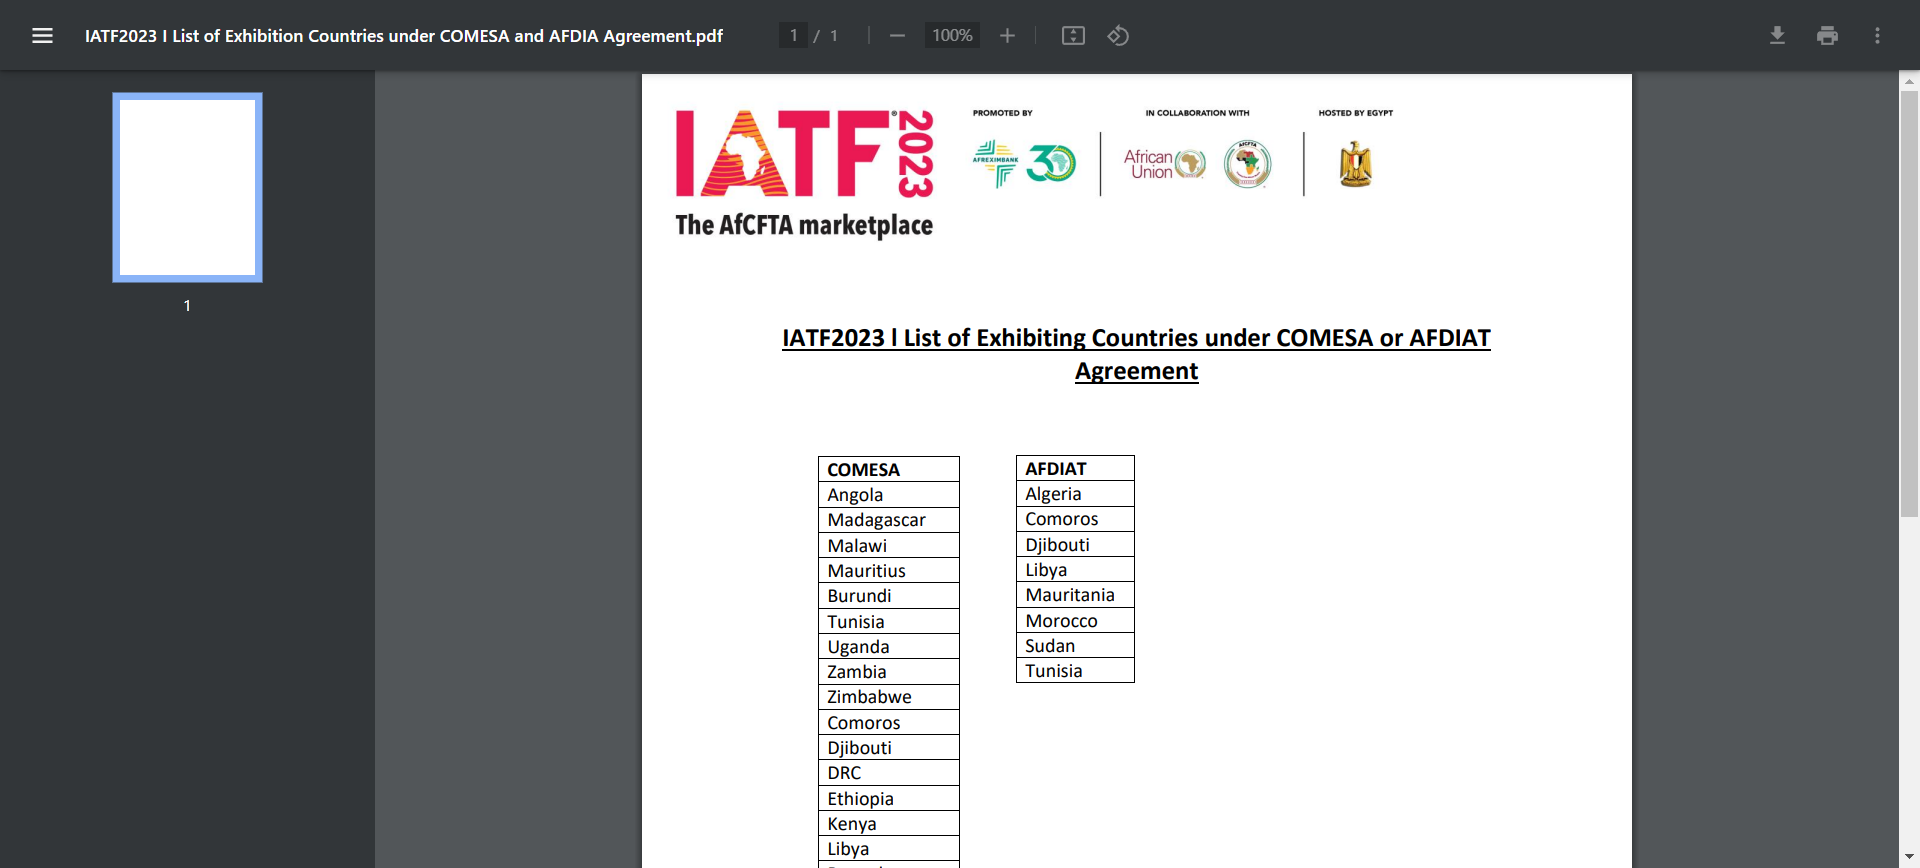 IATF2023 I List of Exhibition Countries under COMESA and AFDIA Agreement.pdf
1 / 1
100%
1
IATF® 2023
The AfCFTA marketplace
PROMOTED BY
AFREXIMBANK
30
IN COLLABORATION WITH
African
Union
AfCFTA
HOSTED BY EGYPT
IATF2023 l List of Exhibiting Countries under COMESA or AFDIAT
Agreement
COMESA
Angola
Madagascar
Malawi
Mauritius
Burundi
Tunisia
Uganda
Zambia
Zimbabwe
Comoros
Djibouti
DRC
Ethiopia
Kenya
Libya
AFDIAT
Algeria
Comoros
Djibouti
Libya
Mauritania
Morocco
Sudan
Tunisia